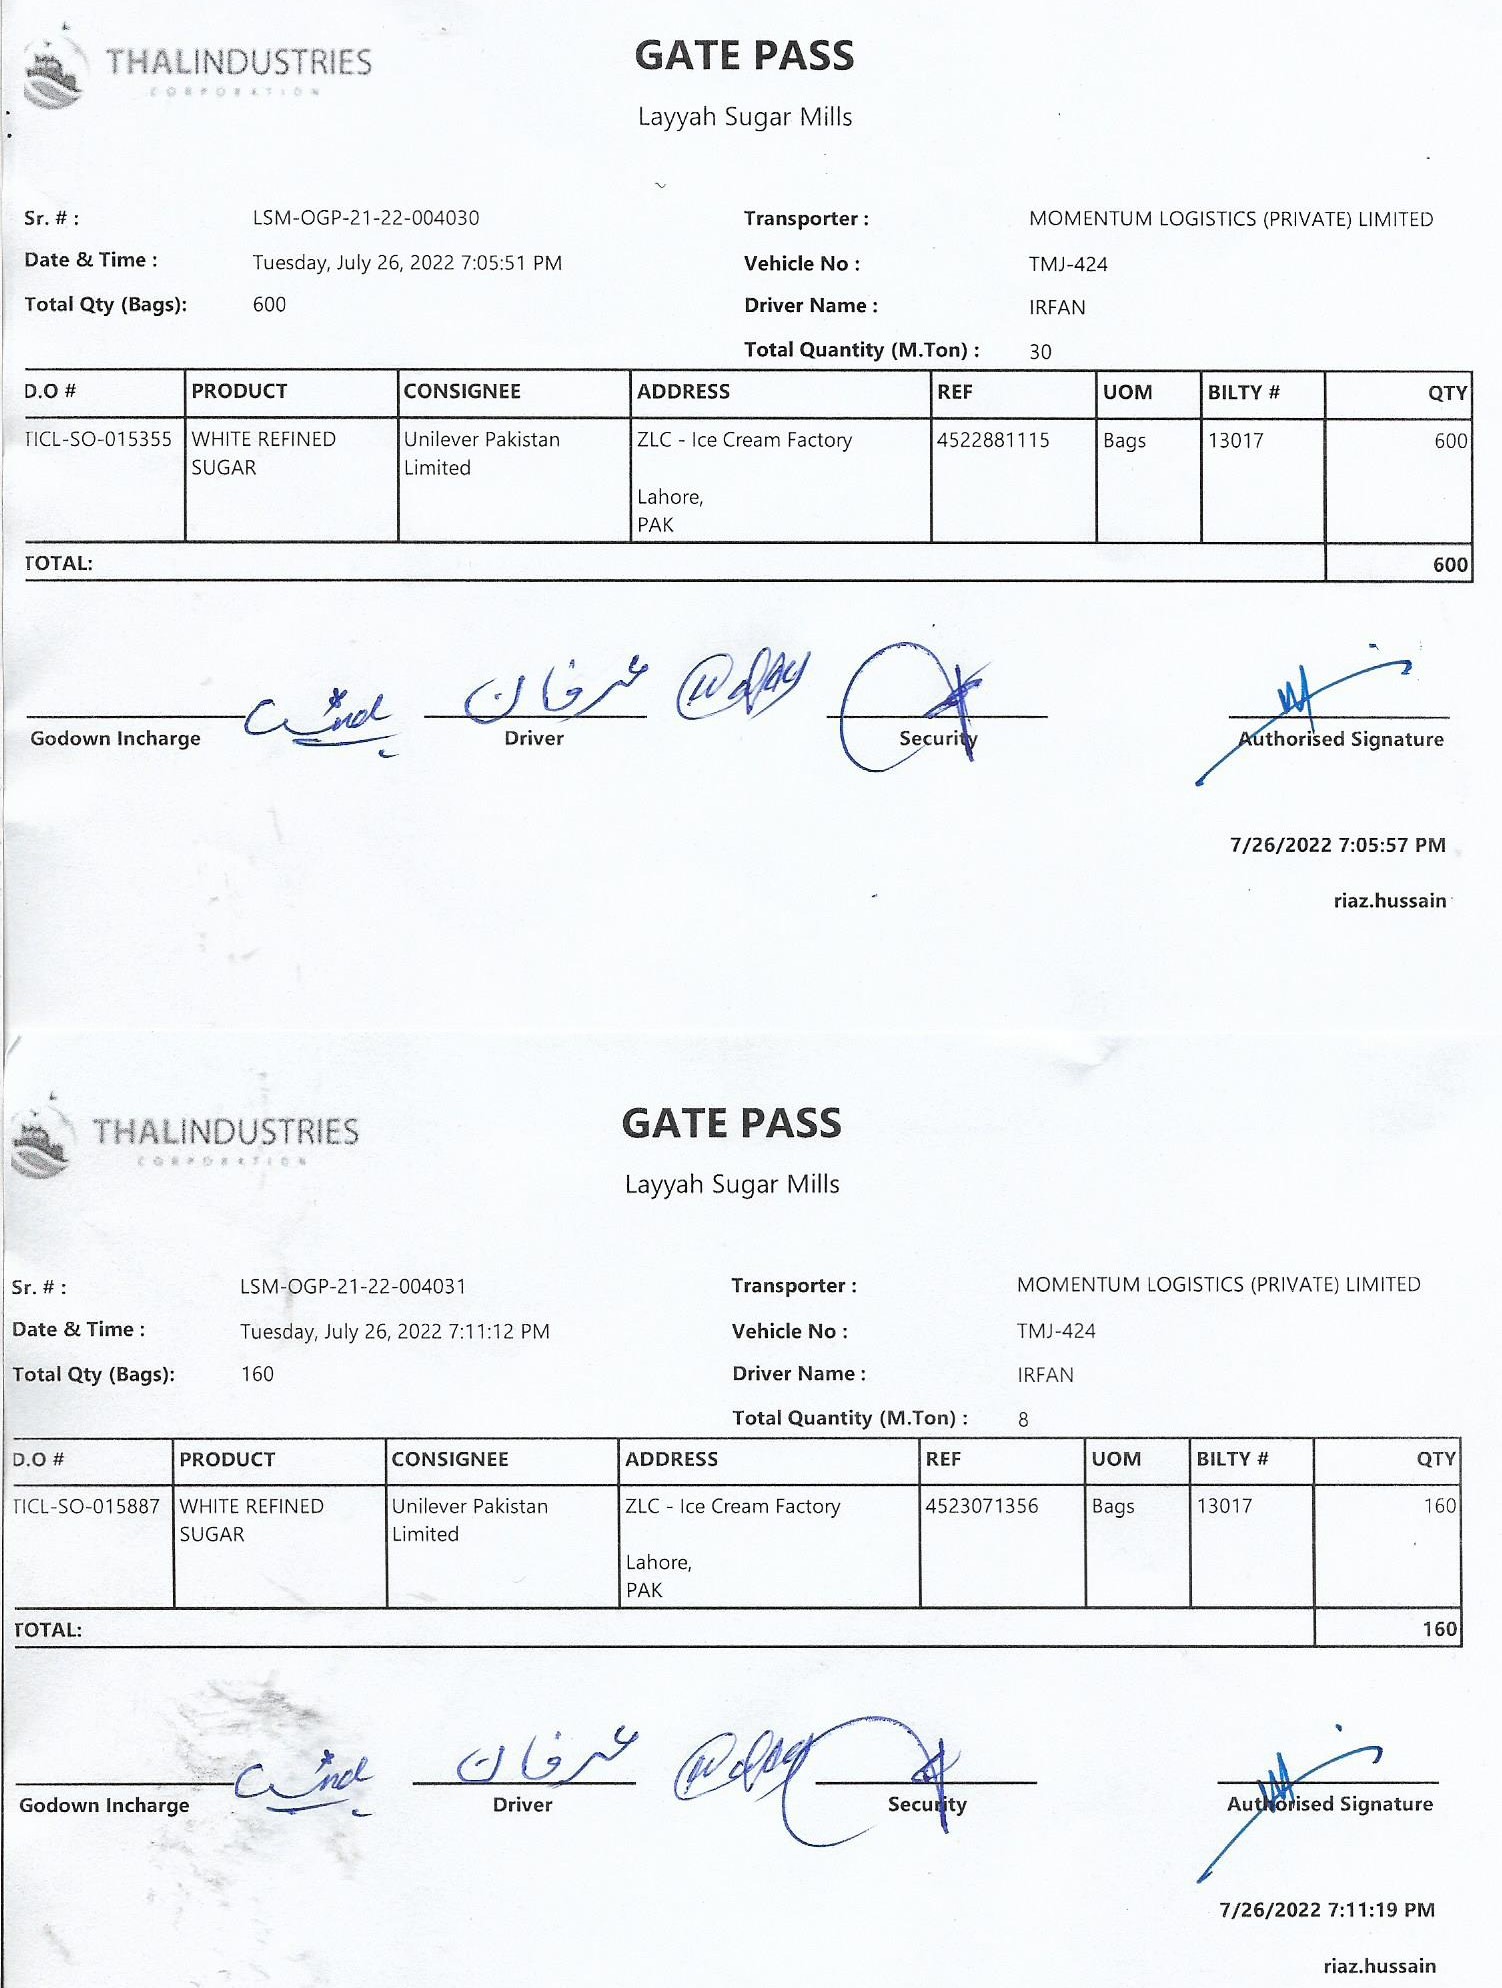 THALINDUSTRIES
CORPORATION
GATE PASS
Layyah Sugar Mills
Sr. # : LSM-OGP-21-22-004030 Transporter : MOMENTUM LOGISTICS (PRIVATE) LIMITED
Date & Time : Tuesday, July 26, 2022 7:05:51 PM Vehicle No : TMJ-424
Total Qty (Bags): 600 Driver Name : IRFAN
Total Quantity (M.Ton) : 30
D.O # PRODUCT CONSIGNEE ADDRESS REF UOM BILTY # QTY
TICL-SO-015355 WHITE REFINED Unilever Pakistan ZLC - Ice Cream Factory 4522881115 Bags 13017 600
SUGAR Limited
Lahore,
PAK
TOTAL: 600
عرفان
Godown Incharge Driver Security Authorised Signature
7/26/2022 7:05:57 PM
riaz.hussain
THALINDUSTRIES
CORPORATION
GATE PASS
Layyah Sugar Mills
Sr. # : LSM-OGP-21-22-004031 Transporter : MOMENTUM LOGISTICS (PRIVATE) LIMITED
Date & Time : Tuesday, July 26, 2022 7:11:12 PM Vehicle No : TMJ-424
Total Qty (Bags): 160 Driver Name : IRFAN
Total Quantity (M.Ton) : 8
D.O # PRODUCT CONSIGNEE ADDRESS REF UOM BILTY # QTY
TICL-SO-015887 WHITE REFINED Unilever Pakistan ZLC - Ice Cream Factory 4523071356 Bags 13017 160
SUGAR Limited
Lahore,
PAK
TOTAL: 160
عرفان
Godown Incharge Driver Security Authorised Signature
7/26/2022 7:11:19 PM
riaz.hussain